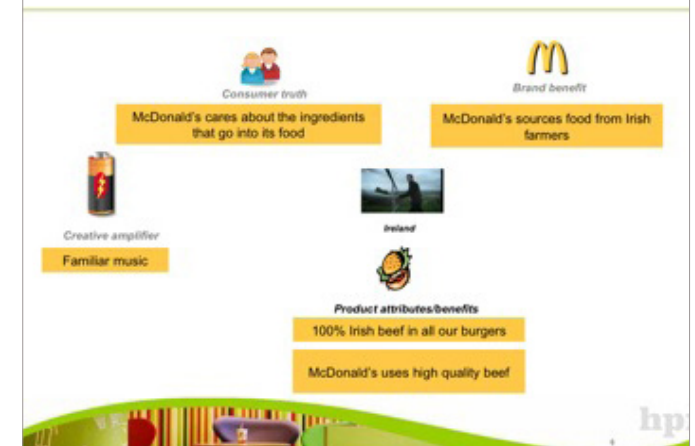 Consumer truth
McDonald's cares about the ingredients
that go into its food
Brand benefit
McDonald's sources food from Irish
farmers
Creative amplifier
Familiar music
Ireland
Product attributes/benefits
100% Irish beef in all our burgers
McDonald's uses high quality beef